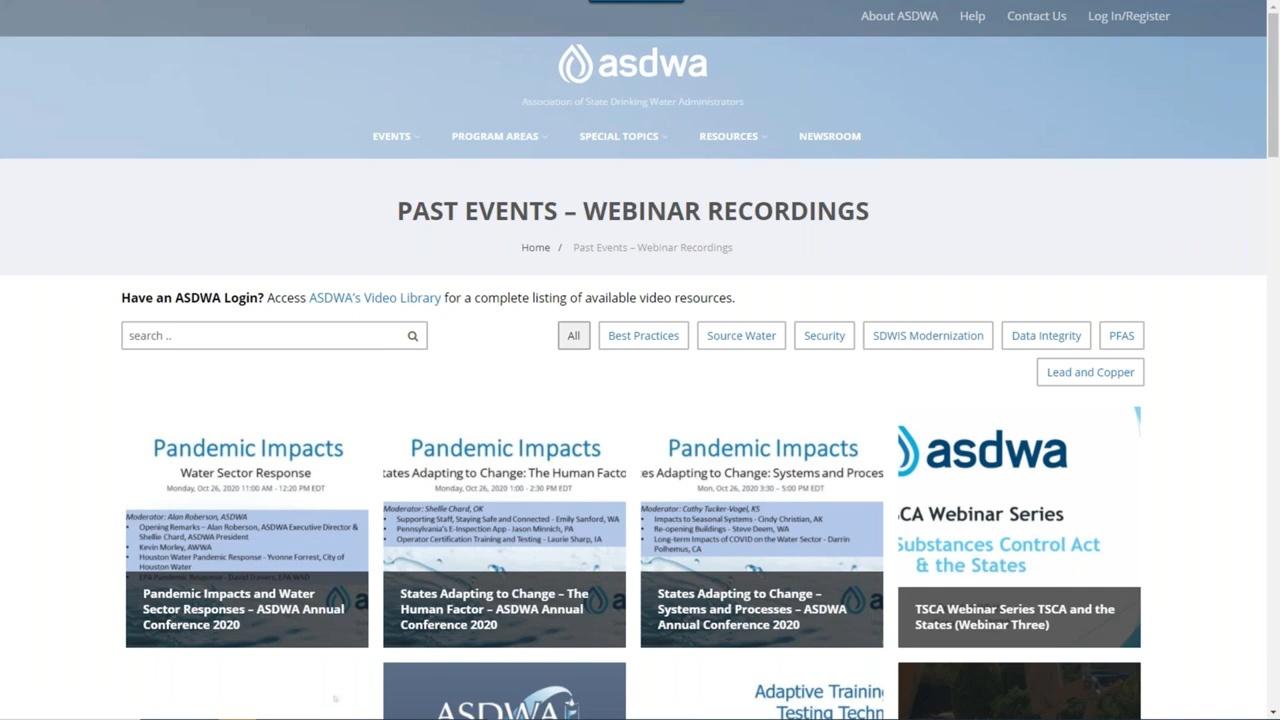 About ASDWA Help Contact Us Log In/Register
asdwa
Association of State Drinking Water Administrators
EVENTS PROGRAM AREAS SPECIAL TOPICS RESOURCES NEWSROOM
PAST EVENTS – WEBINAR RECORDINGS
Home / Past Events – Webinar Recordings
Have an ASDWA Login? Access ASDWA's Video Library for a complete listing of available video resources.
search ..
All Best Practices Source Water Security SDWIS Modernization Data Integrity PFAS
Lead and Copper
Pandemic Impacts
Water Sector Response
Monday, Oct 26, 2020 11:00 AM - 12:20 PM EDT
Moderator: Alan Roberson, ASDWA
• Opening Remarks – Alan Roberson, ASDWA Executive Director &
Shellie Chard, ASDWA President
• Kevin Morley, AWWA
• Houston Water Pandemic Response - Yvonne Forrest, City of
Houston Water
• EPA Pandemic Response - David Travers, EPA WSD
Pandemic Impacts and Water
Sector Responses – ASDWA Annual
Conference 2020
Pandemic Impacts
tates Adapting to Change: The Human Facto
Monday, Oct 26, 2020 1:00 - 2:30 PM EDT
Moderator: Shellie Chard, OK
• Supporting Staff, Staying Safe and Connected - Emily Sanford, WA
• Pennsylvania's E-Inspection App - Jason Minnich, PA
• Operator Certification Training and Testing - Laurie Sharp, IA
States Adapting to Change – The
Human Factor – ASDWA Annual
Conference 2020
Pandemic Impacts
es Adapting to Change: Systems and Proces
Mon, Oct 26, 2020 3:30 – 5:00 PM EDT
Moderator: Cathy Tucker-Vogel, KS
• Impacts to Seasonal Systems - Cindy Christian, AK
• Re-opening Buildings - Steve Deem, WA
• Long-term Impacts of COVID on the Water Sector - Darrin
Polhemus, CA
States Adapting to Change –
Systems and Processes – ASDWA
Annual Conference 2020
asdwa
CA Webinar Series
Substances Control Act
& the States
TSCA Webinar Series TSCA and the
States (Webinar Three)
ASDWA
Adaptive Training
Testing Techn